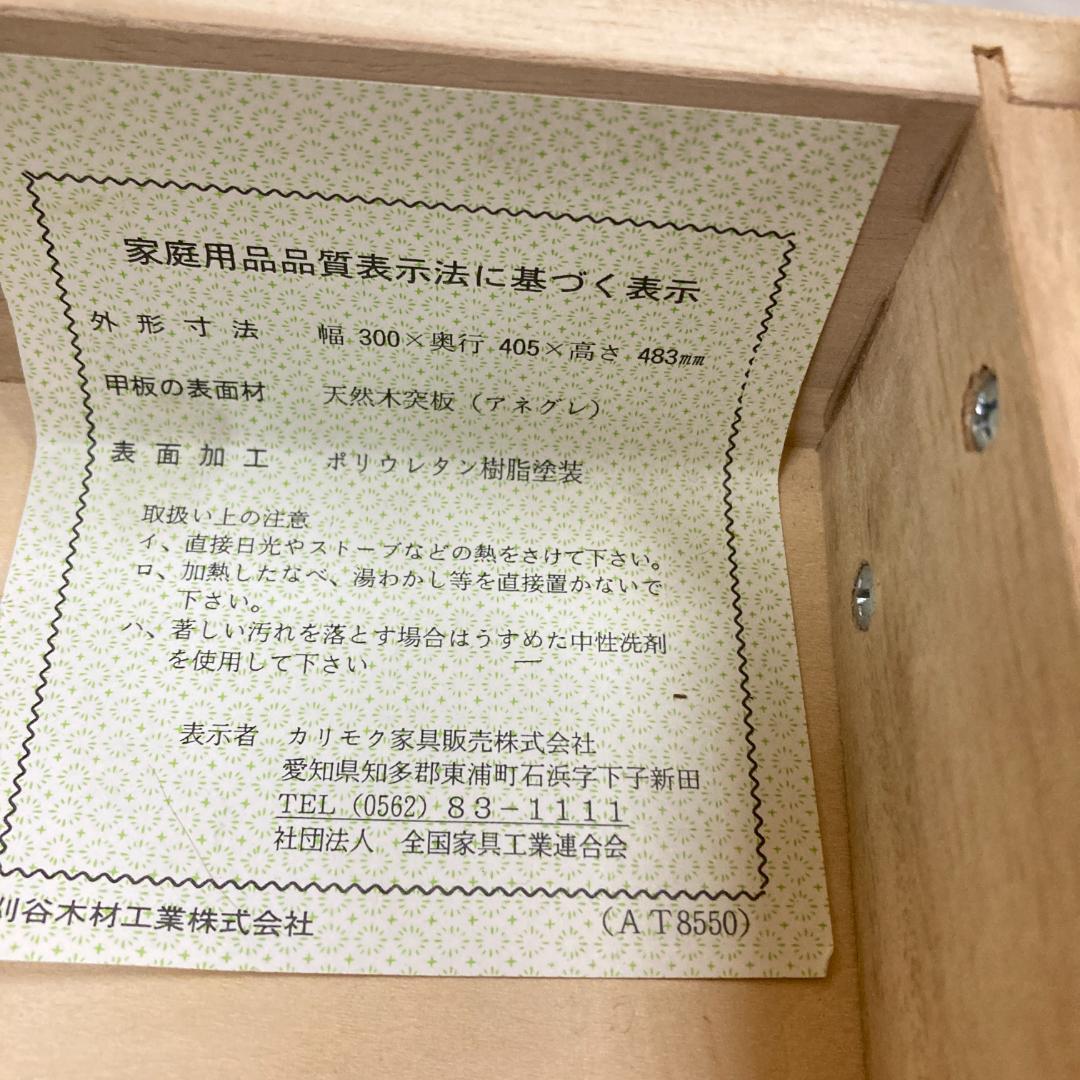 家庭用品品質表示法に基づく表示
外形寸法 幅 300×奥行 405×高さ 483㎜
甲板の表面材 天然木突板（アネグレ）
表面加工 ポリウレタン樹脂塗装
取扱い上の注意
イ、直接日光やストーブなどの熱をさけて下さい。
ロ、加熱したなべ、湯わかし等を直接置かないで
下さい。
ハ、著しい汚れを落とす場合はうすめた中性洗剤
を使用して下さい
表示者 カリモク家具販売株式会社
愛知県知多郡東浦町石浜字下子新田
TEL (0562) 83－1111
社団法人 全国家具工業連合会
刈谷木材工業株式会社 （AT8550）